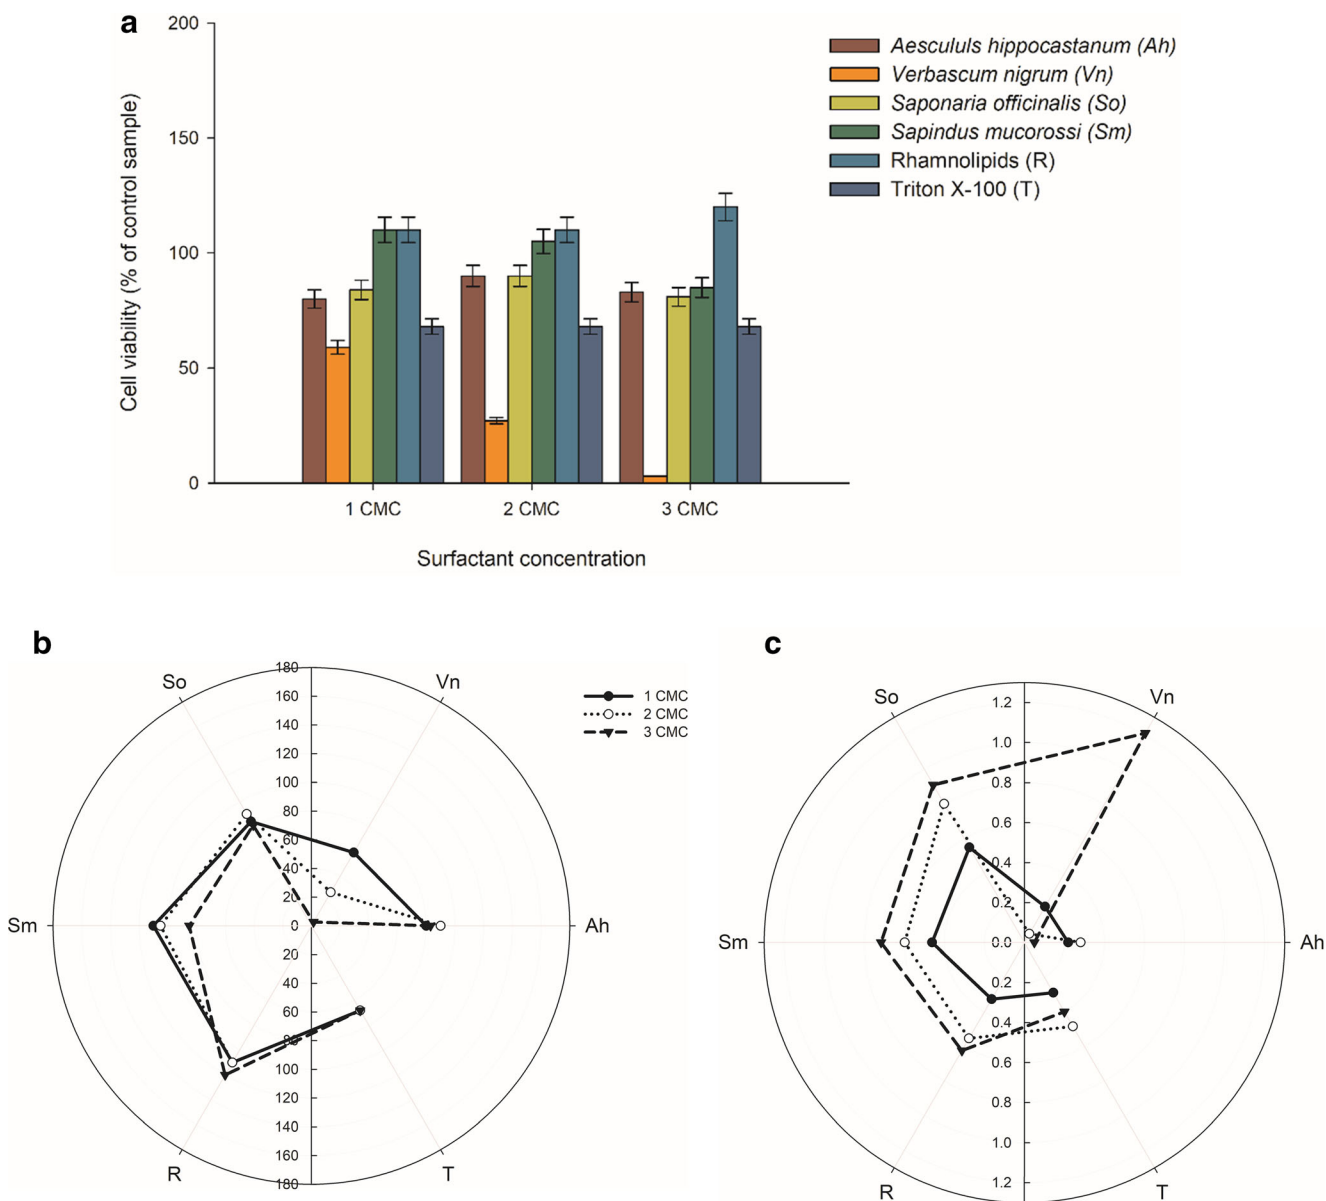 a
200
150
100
50
0
Cell viability (% of control sample)
1 CMC
2 CMC
3 CMC
Surfactant concentration
Aescululs hippocastanum (Ah)
Verbascum nigrum (Vn)
Saponaria officinalis (So)
Sapindus mucorossi (Sm)
Rhamnolipids (R)
Triton X-100 (T)
b
180
160
140
120
100
80
60
40
20
0
20
40
60
80
100
120
140
160
180
So
Vn
Sm
Ah
R
T
1 CMC
2 CMC
3 CMC
c
1.2
1.0
0.8
0.6
0.4
0.2
0.0
0.2
0.4
0.6
0.8
1.0
1.2
So
Vn
Sm
Ah
R
T